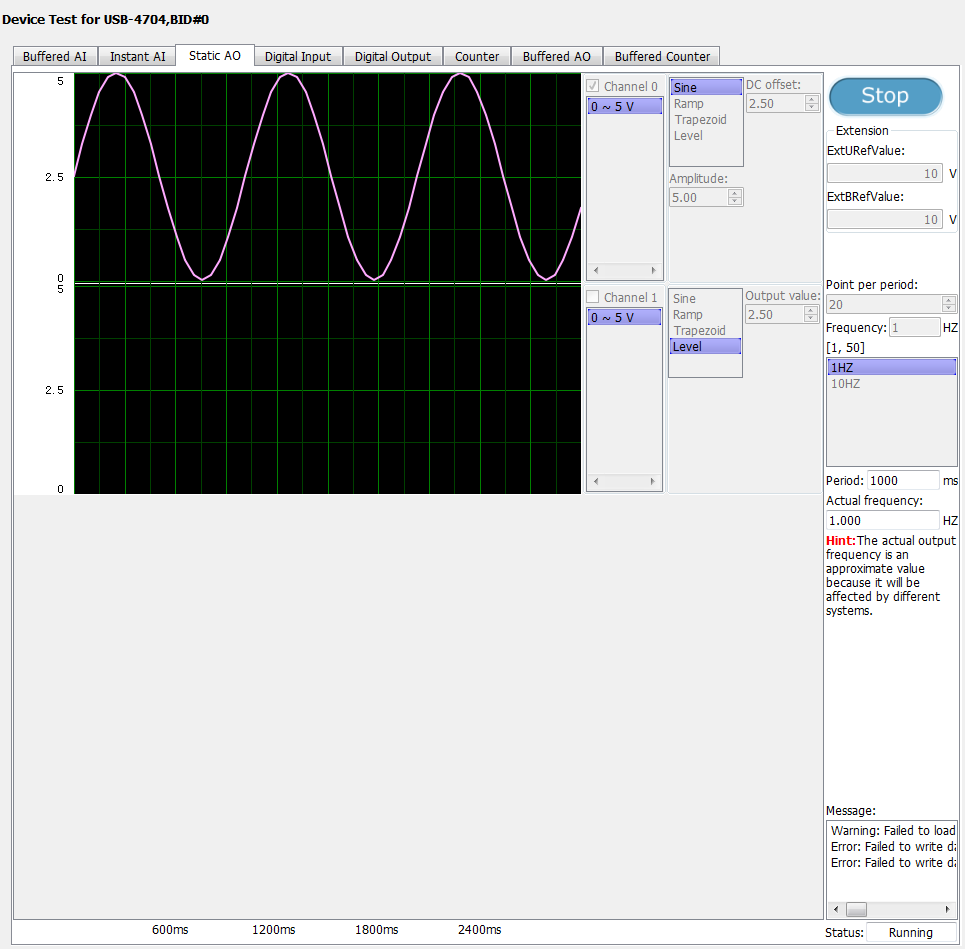 Device Test for USB-4704,BID#0
Buffered AI Instant AI Static AO Digital Input Digital Output Counter Buffered AO Buffered Counter
5
2.5
0
Channel 0
0 ~ 5 V
Sine
Ramp
Trapezoid
Level
DC offset:
2.50
Amplitude:
5.00
5
2.5
0
Channel 1
0 ~ 5 V
Sine
Ramp
Trapezoid
Level
Output value:
2.50
600ms 1200ms 1800ms 2400ms
Stop
Extension
ExtURefValue:
10 V
ExtBRefValue:
10 V
Point per period:
20
Frequency: 1 HZ
[1, 50]
1HZ
10HZ
Period: 1000 ms
Actual frequency:
1.000 HZ
Hint:The actual output
frequency is an
approximate value
because it will be
affected by different
systems.
Message:
Warning: Failed to load
Error: Failed to write
Error: Failed to write
Status: Running